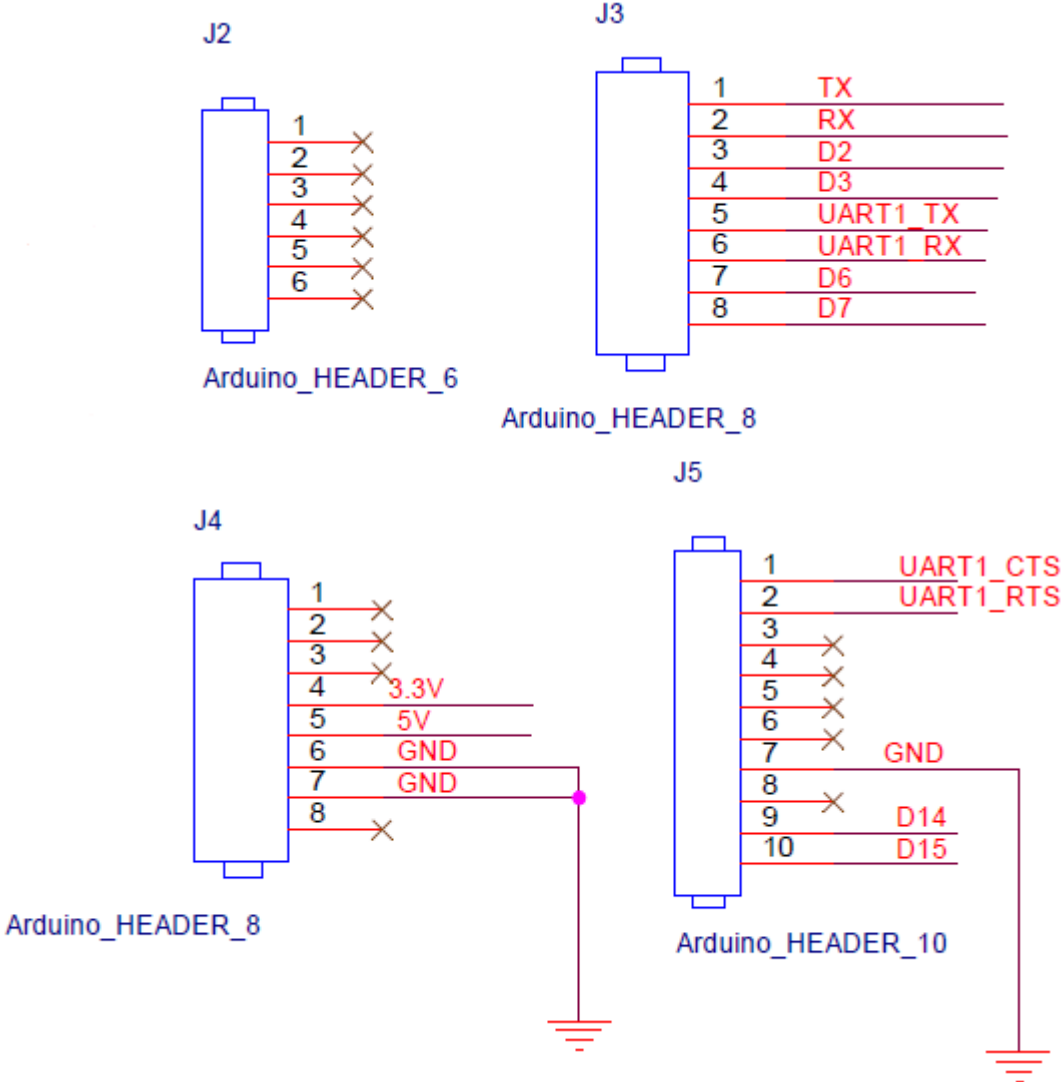 J2
1
2
3
4
5
6
Arduino_HEADER_6
J3
1 TX
2 RX
3 D2
4 D3
5 UART1_TX
6 UART1_RX
7 D6
8 D7
Arduino_HEADER_8
J4
1
2
3
4 3.3V
5 5V
6 GND
7 GND
8
Arduino_HEADER_8
J5
1 UART1_CTS
2 UART1_RTS
3
4
5
6
7 GND
8
9 D14
10 D15
Arduino_HEADER_10